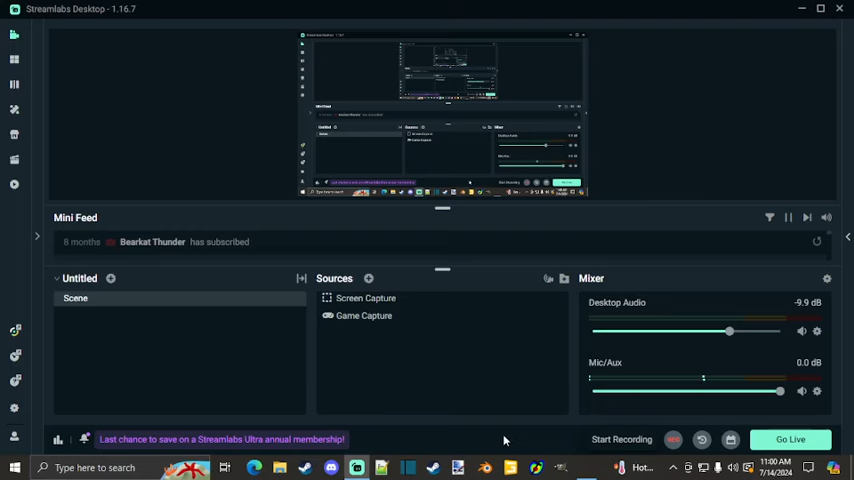 Streamlabs Desktop - 1.16.7
Mini Feed
8 months Bearkat Thunder has subscribed
Untitled
Sources
Mixer
Scene
Screen Capture
Game Capture
Desktop Audio -9.9 dB
Mic/Aux 0.0 dB
Last chance to save on a Streamlabs Ultra annual membership!
Start Recording
REC
Go Live
Type here to search
Hot...
11:00 AM
7/14/2024